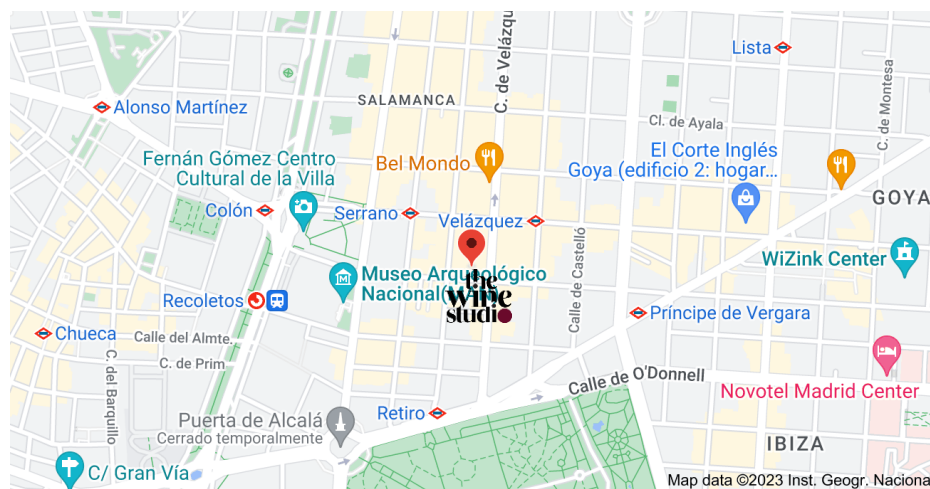 C. de Velázqu
Lista
C. de Montesa
SALAMANCA
Alonso Martínez
Cl. de Ayala
Fernán Gómez Centro
Cultural de la Villa
Bel Mondo
El Corte Inglés
Goya (edificio 2: hogar...
GOYA
Colón
Serrano
Velázquez
WiZink Center
Museo Arqueológico
Nacional
the
wine
studio
Calle de Castelló
Recoletos
Príncipe de Vergara
Chueca
Calle del Almte.
C. de Prim
C. del Barquillo
Calle de O'Donnell
Novotel Madrid Center
Retiro
Puerta de Alcalá
Cerrado temporalmente
IBIZA
C/ Gran Vía
Map data ©2023 Inst. Geogr. Naciona